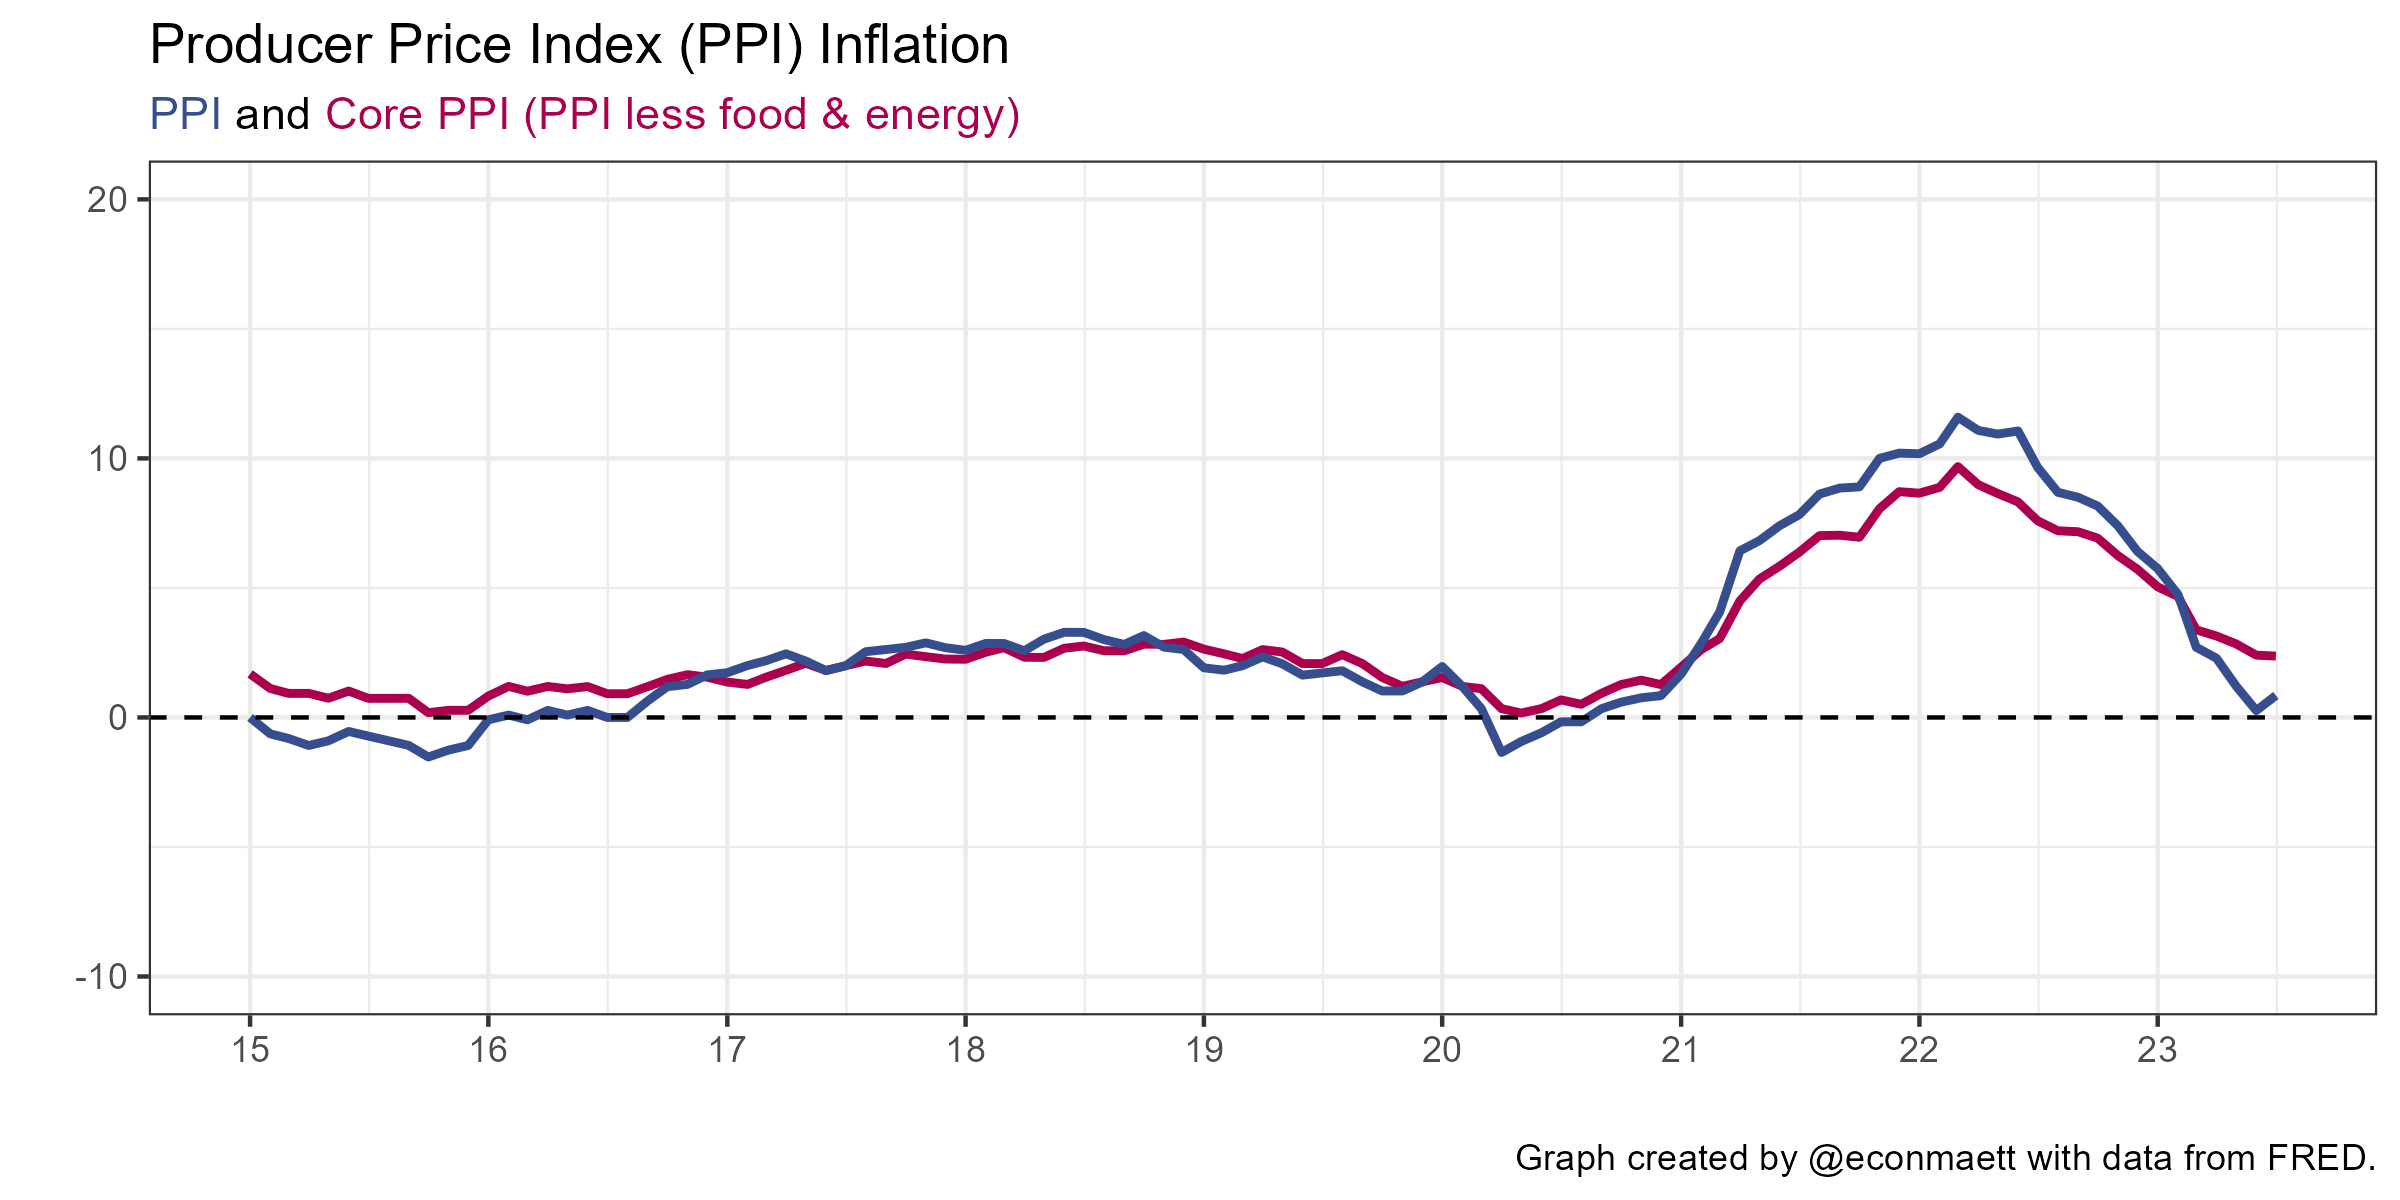 Producer Price Index (PPI) Inflation
PPI and Core PPI (PPI less food & energy)
20
10
0
-10
15 16 17 18 19 20 21 22 23
Graph created by @econmaett with data from FRED.